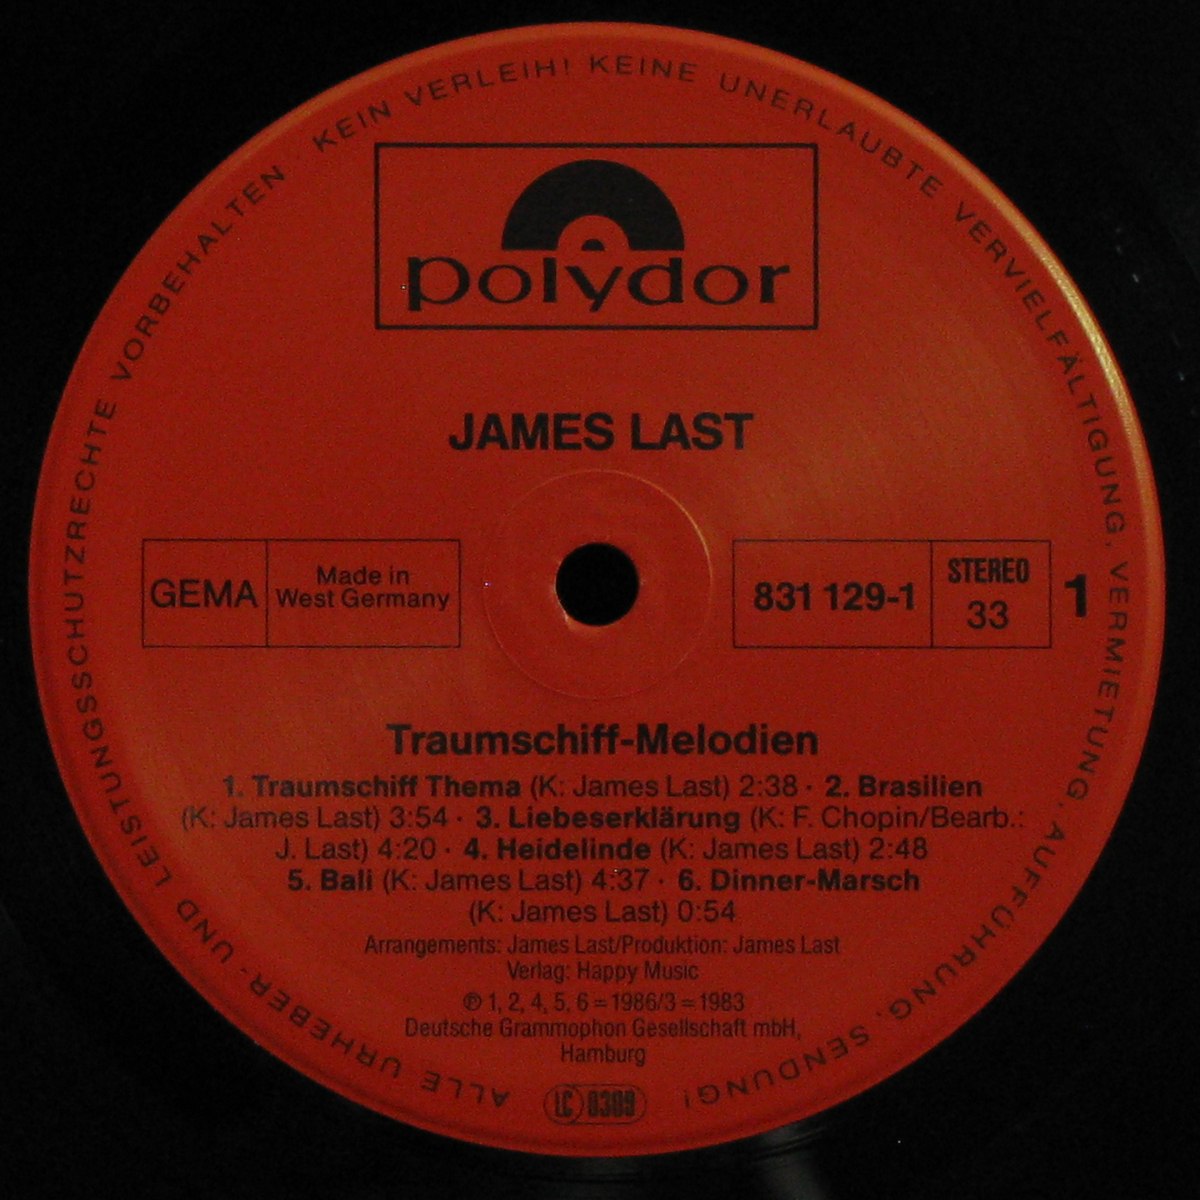 ALLE URHEBER- UND LEISTUNGSSCHUTZRECHTE VORBEHALTEN · KEIN VERLEIH! KEINE UNERLAUBTE VERVIELFÄLTIGUNG, VERMIETUNG, AUFFÜHRUNG, SENDUNG!
polydor
JAMES LAST
GEMA
Made in
West Germany
831 129-1
STEREO
33
1
Traumschiff-Melodien
1. Traumschiff Thema (K: James Last) 2:38 · 2. Brasilien
(K: James Last) 3:54 · 3. Liebeserklärung (K: F. Chopin/Bearb.:
J. Last) 4:20 · 4. Heidelinde (K: James Last) 2:48
5. Bali (K: James Last) 4:37 · 6. Dinner-Marsch
(K: James Last) 0:54
Arrangements: James Last/Produktion: James Last
Verlag: Happy Music
℗ 1, 2, 4, 5, 6 = 1986/3 = 1983
Deutsche Grammophon Gesellschaft mbH,
Hamburg
LC 0309